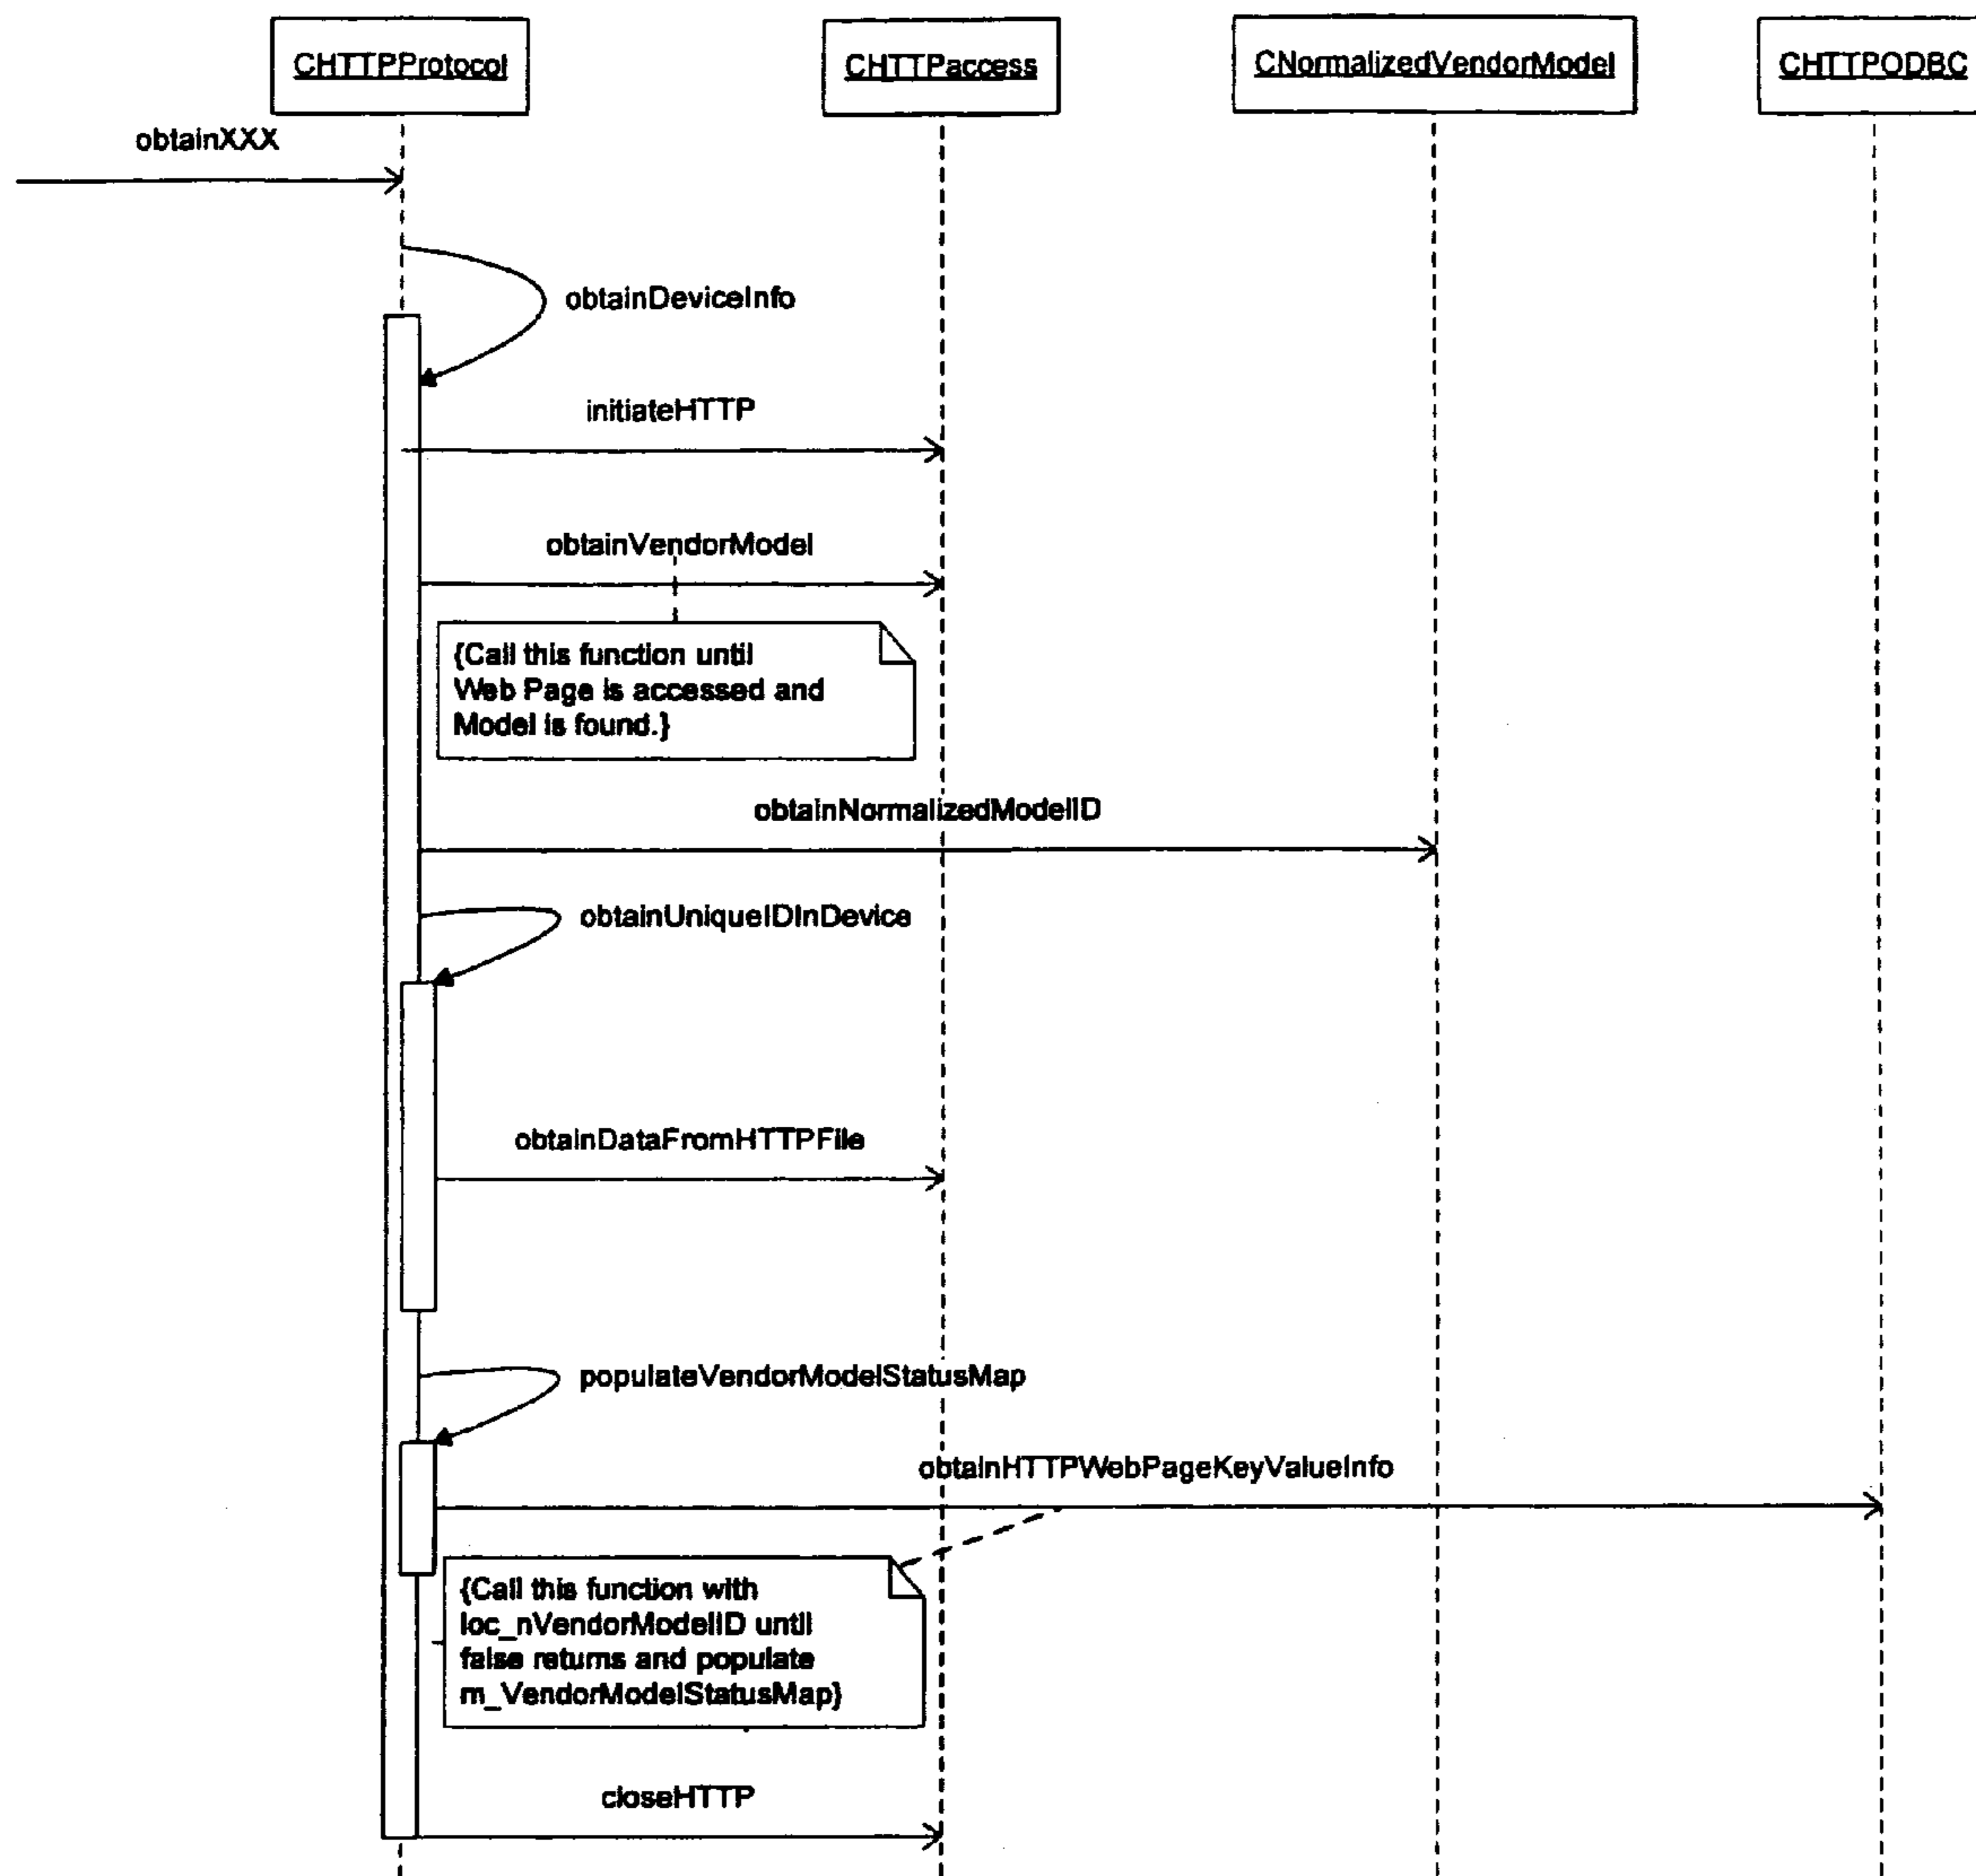 CHTTPProtocol
CHTTPaccess
CNormalizedVendorModel
CHTTPODBC
obtainXXX
obtainDeviceInfo
initiateHTTP
obtainVendorModel
{Call this function until
Web Page is accessed and
Model is found.}
obtainNormalizedModelID
obtainUniqueIDInDevice
obtainDataFromHTTPFile
populateVendorModelStatusMap
obtainHTTPWebPageKeyValueInfo
{Call this function with
loc_nVendorModelID until
false returns and populate
m_VendorModelStatusMap}
closeHTTP